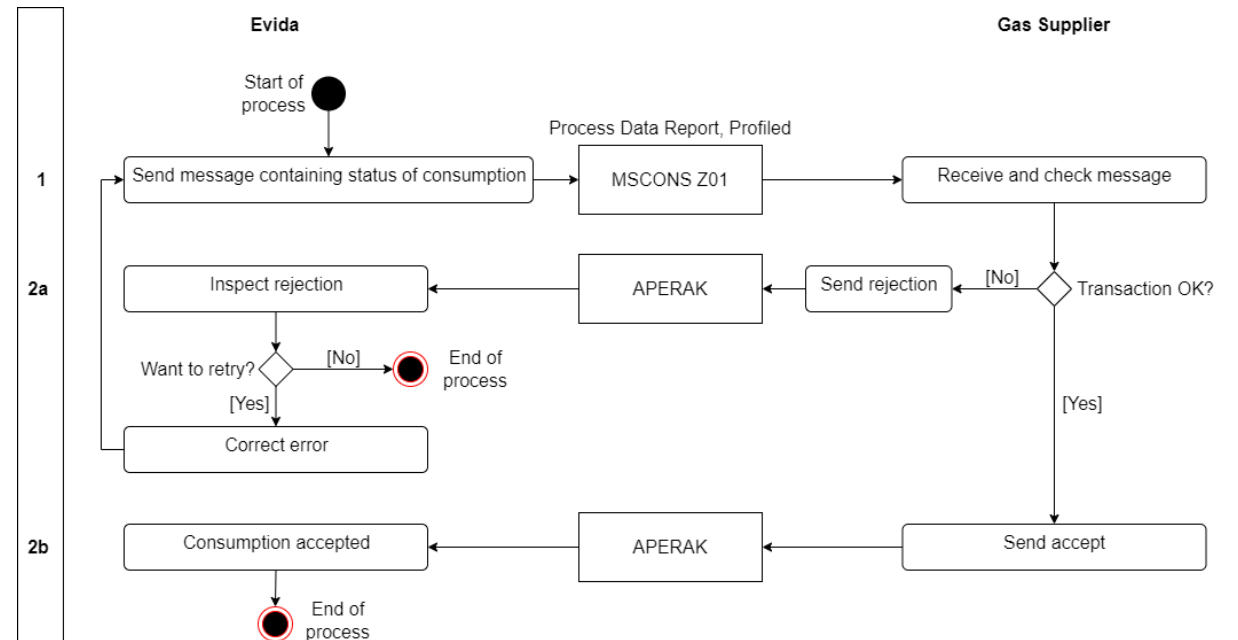 Evida
Gas Supplier
Start of
process
Process Data Report, Profiled
1
Send message containing status of consumption
MSCONS Z01
Receive and check message
2a
Inspect rejection
APERAK
Send rejection
[No]
Transaction OK?
Want to retry?
[No]
End of
process
[Yes]
[Yes]
Correct error
2b
Consumption accepted
APERAK
Send accept
End of
process